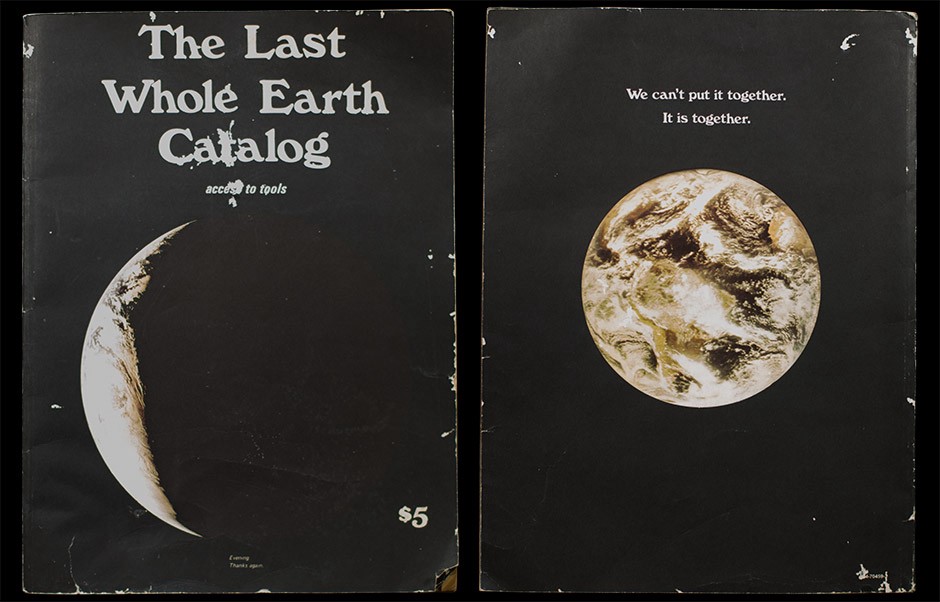 The Last
Whole Earth
Catalog
access to tools
$5
Evening.
Thanks again.
We can't put it together.
It is together.